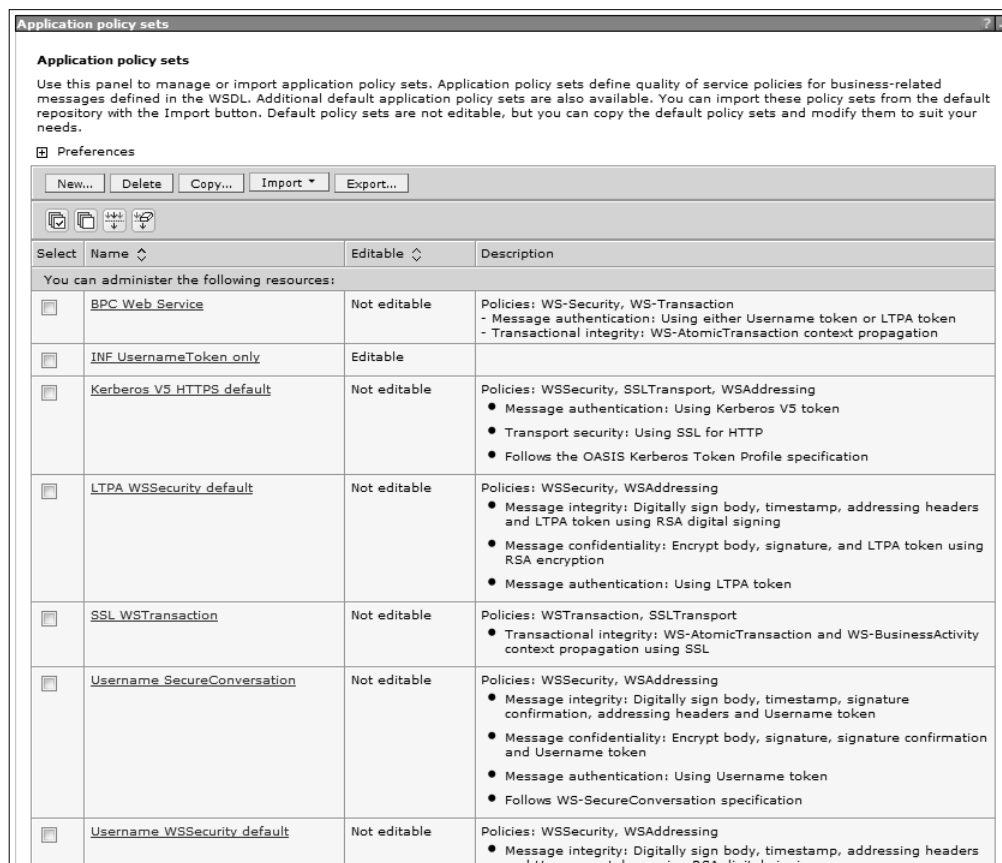 Application policy sets
?
Application policy sets
Use this panel to manage or import application policy sets. Application policy sets define quality of service policies for business-related
messages defined in the WSDL. Additional default application policy sets are also available. You can import these policy sets from the default
repository with the Import button. Default policy sets are not editable, but you can copy the default policy sets and modify them to suit your
needs.
Preferences
New... Delete Copy... Import Export...
Select Name Editable Description
You can administer the following resources:
BPC Web Service Not editable Policies: WS-Security, WS-Transaction
- Message authentication: Using either Username token or LTPA token
- Transactional integrity: WS-AtomicTransaction context propagation
INF UsernameToken only Editable
Kerberos V5 HTTPS default Not editable Policies: WSSecurity, SSLTransport, WSAddressing
• Message authentication: Using Kerberos V5 token
• Transport security: Using SSL for HTTP
• Follows the OASIS Kerberos Token Profile specification
LTPA WSSecurity default Not editable Policies: WSSecurity, WSAddressing
• Message integrity: Digitally sign body, timestamp, addressing headers
and LTPA token using RSA digital signing
• Message confidentiality: Encrypt body, signature, and LTPA token using
RSA encryption
• Message authentication: Using LTPA token
SSL WSTransaction Not editable Policies: WSTransaction, SSLTransport
• Transactional integrity: WS-AtomicTransaction and WS-BusinessActivity
context propagation using SSL
Username SecureConversation Not editable Policies: WSSecurity, WSAddressing
• Message integrity: Digitally sign body, timestamp, signature
confirmation, addressing headers and Username token
• Message confidentiality: Encrypt body, signature, signature confirmation
and Username token
• Message authentication: Using Username token
• Follows WS-SecureConversation specification
Username WSSecurity default Not editable Policies: WSSecurity, WSAddressing
• Message integrity: Digitally sign body, timestamp, addressing headers